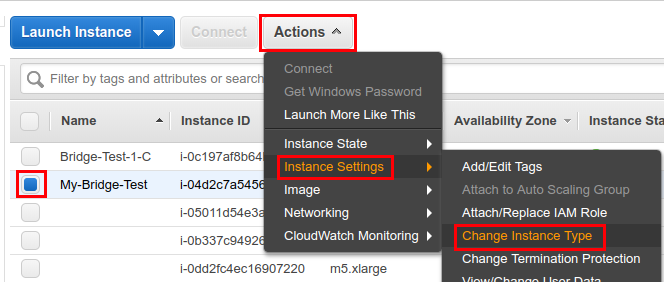 Launch Instance
Connect
Actions
Filter by tags and attributes or search
Connect
Get Windows Password
Launch More Like This
Instance State
Instance Settings
Image
Networking
CloudWatch Monitoring
Name
Instance ID
Availability Zone
Instance Sta
Bridge-Test-1-C
i-0c197af8b64
My-Bridge-Test
i-04d2c7a5456
i-05011d54e3a
i-0b337c94926
i-0dd2fc4ec16907220 m5.xlarge
Add/Edit Tags
Attach to Auto Scaling Group
Attach/Replace IAM Role
Change Instance Type
Change Termination Protection
View/Change User Data